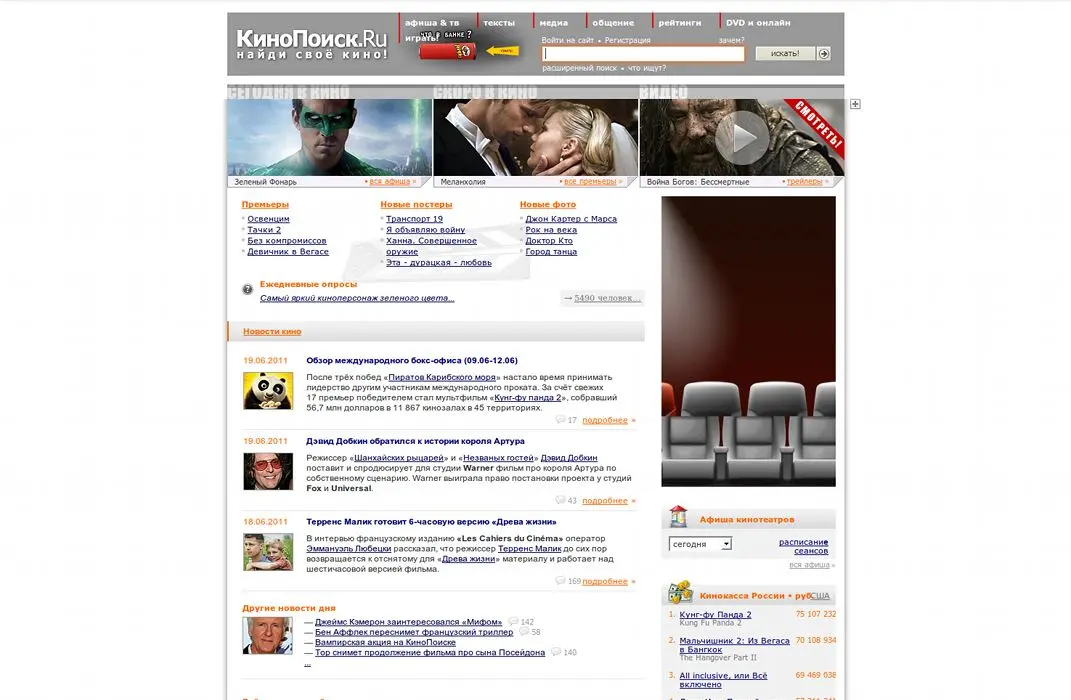 КиноПоиск.Ru
найди своё кино!
афиша & тв
тексты
медиа
общение
рейтинги
DVD и онлайн
играть!
что в банке?
Войти на сайт • Регистрация
зачем?
искать!
расширенный поиск • что ищут?
СЕГОДНЯ В КИНО
СКОРО В КИНО
ВИДЕО
СМОТРЕТЬ!
Зеленый Фонарь
• вся афиша »
Меланхолия
• все премьеры »
Война Богов: Бессмертные
• трейлеры »
Премьеры
Освенцим
Тачки 2
Без компромиссов
Девичник в Вегасе
Новые постеры
Транспорт 19
Я объявляю войну
Ханна. Совершенное
оружие
Эта - дурацкая - любовь
Новые фото
Джон Картер с Марса
Рок на века
Доктор Кто
Город танца
Ежедневные опросы
Самый яркий киноперсонаж зеленого цвета...
→ 5490 человек...
Новости кино
19.06.2011
Обзор международного бокс-офиса (09.06-12.06)
После трёх побед «Пиратов Карибского моря» настало время принимать
лидерство другим участникам международного проката. За счёт свежих
17 премьер победителем стал мультфильм «Кунг-фу панда 2», собравший
56,7 млн долларов в 11 867 кинозалах в 45 территориях.
17 подробнее »
19.06.2011
Дэвид Добкин обратился к истории короля Артура
Режиссер «Шанхайских рыцарей» и «Незваных гостей» Дэвид Добкин
поставит и спродюсирует для студии Warner фильм про короля Артура по
собственному сценарию. Warner выиграла право постановки проекта у студий
Fox и Universal.
43 подробнее »
18.06.2011
Терренс Малик готовит 6-часовую версию «Древа жизни»
В интервью французскому изданию «Les Cahiers du Cinéma» оператор
Эммануэль Любецки рассказал, что режиссер Терренс Малик до сих пор
возвращается к отснятому для «Древа жизни» материалу и работает над
шестичасовой версией фильма.
169 подробнее »
Другие новости дня
— Джеймс Кэмерон заинтересовался «Мифом» 142
— Бен Аффлек переснимет французский триллер 58
— Вампирская акция на КиноПоиске
— Тор снимет продолжение фильма про сына Посейдона 140
...
Афиша кинотеатров
сегодня
расписание
сеансов
вся афиша »
Кинокасса России • руб
США
1. Кунг-фу Панда 2 75 107 232
Kung Fu Panda 2
2. Мальчишник 2: Из Вегаса 70 108 934
в Бангкок
The Hangover Part II
3. All inclusive, или Всё 69 469 038
включено